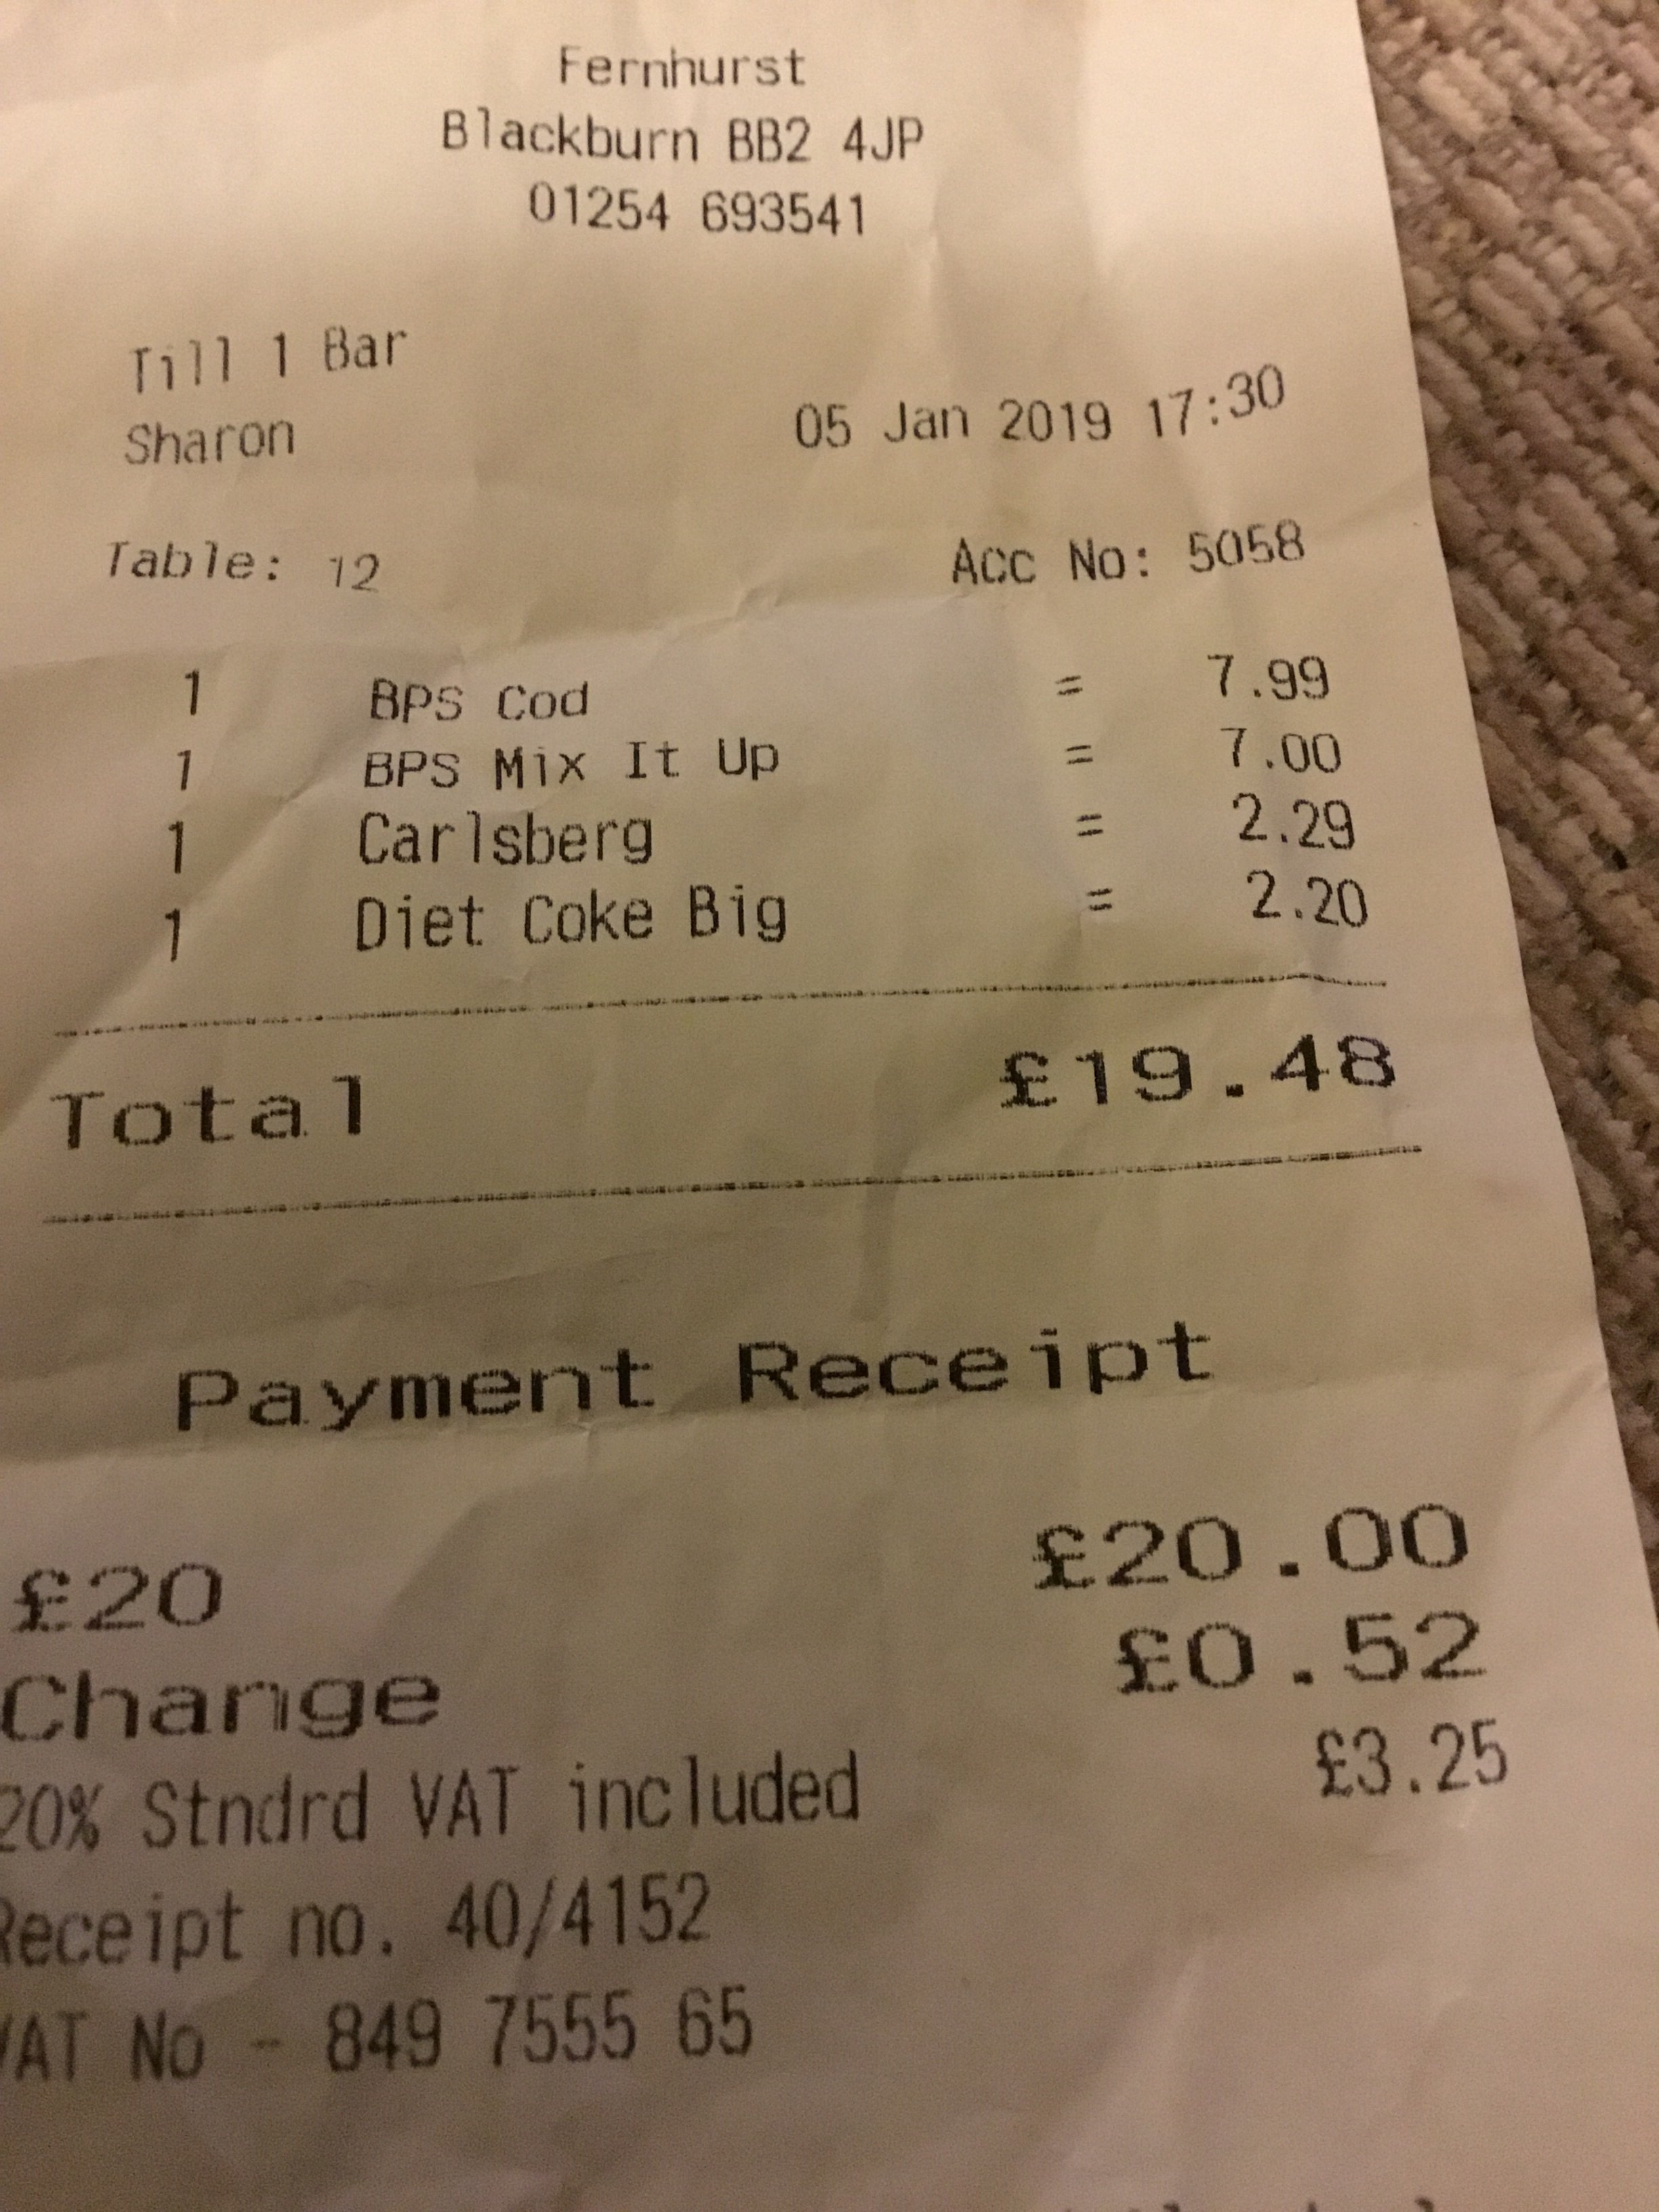 Fernhurst
Blackburn BB2 4JP
01254 693541
Till 1 Bar
Sharon 05 Jan 2019 17:30
Table: 12 Acc No: 5058
1 BPS Cod = 7.99
1 BPS Mix It Up = 7.00
1 Carlsberg = 2.29
1 Diet Coke Big = 2.20
Total £19.48
Payment Receipt
£20 £20.00
Change £0.52
20% Stndrd VAT included £3.25
Receipt no. 40/4152
VAT No - 849 7555 65